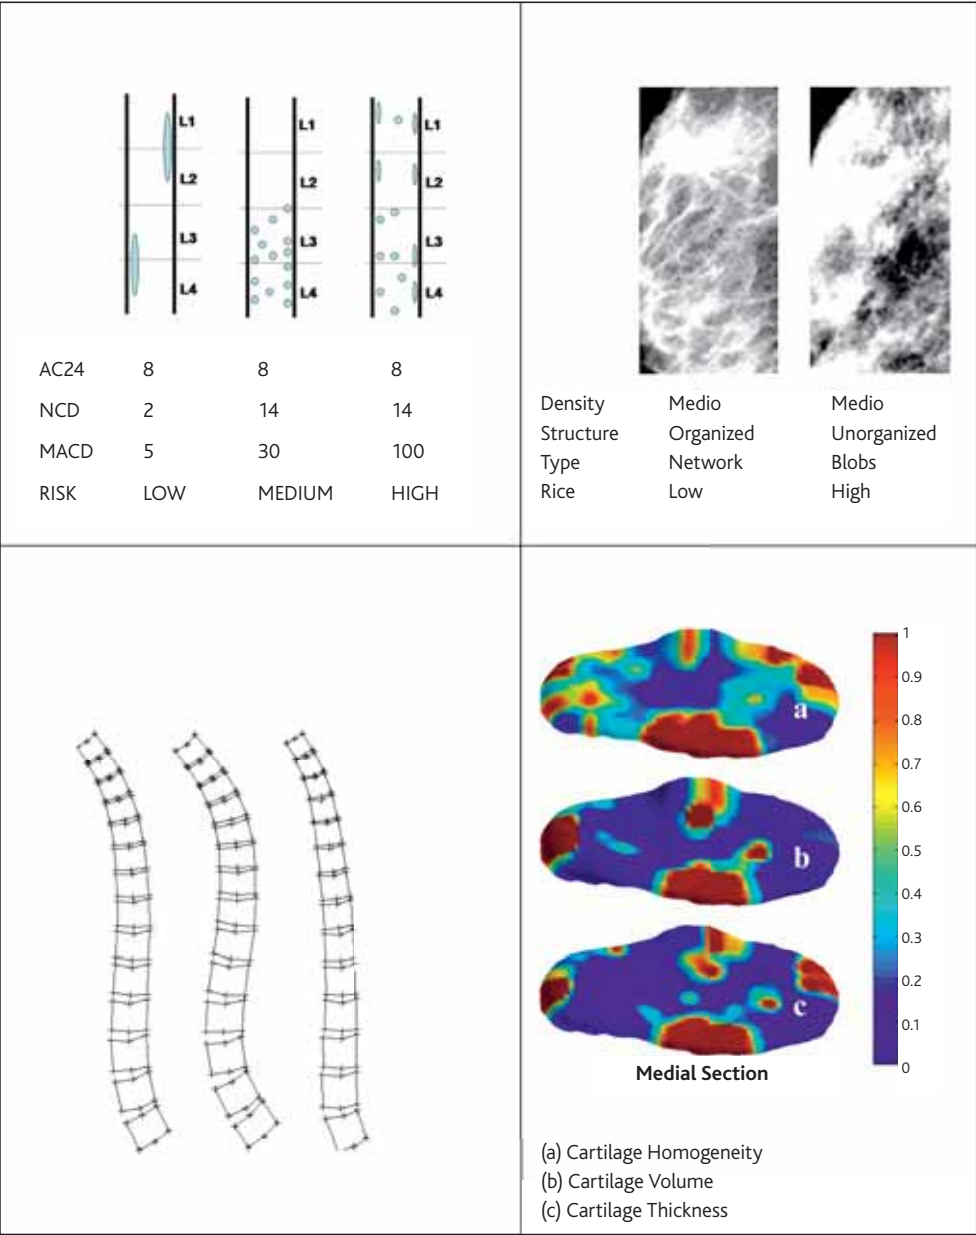 L1
L2
L3
L4
L1
L2
L3
L4
L1
L2
L3
L4
AC24 8 8 8
NCD 2 14 14
MACD 5 30 100
RISK LOW MEDIUM HIGH
Density Medio Medio
Structure Organized Unorganized
Type Network Blobs
Rice Low High
a
b
c
1
0.9
0.8
0.7
0.6
0.5
0.4
0.3
0.2
0.1
0
Medial Section
(a) Cartilage Homogeneity
(b) Cartilage Volume
(c) Cartilage Thickness